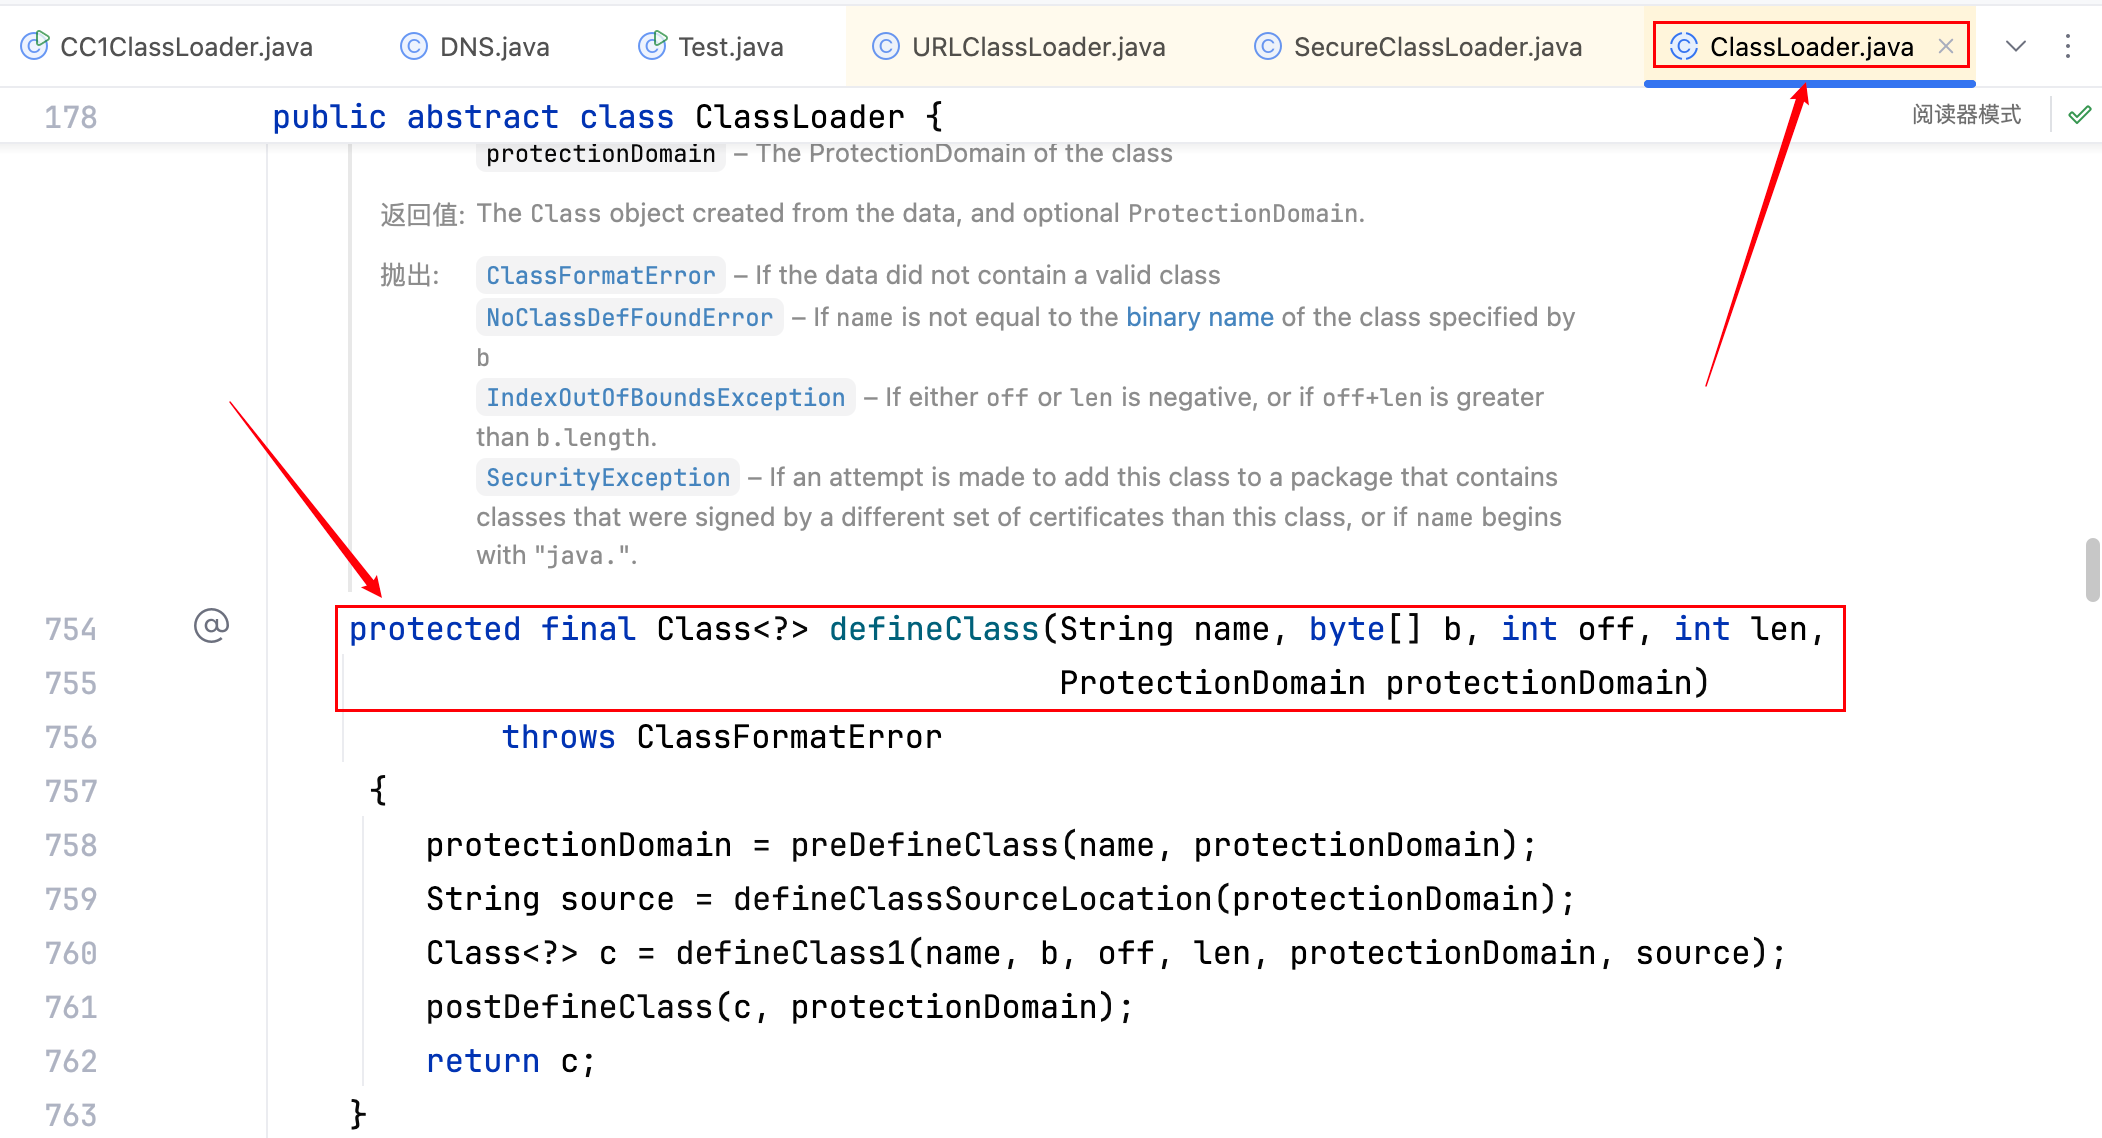 CC1ClassLoader.java DNS.java Test.java URLClassLoader.java SecureClassLoader.java ClassLoader.java
178 public abstract class ClassLoader { 阅读器模式
protectionDomain – The ProtectionDomain of the class
返回值: The Class object created from the data, and optional ProtectionDomain.
抛出: ClassFormatError – If the data did not contain a valid class
NoClassDefFoundError – If name is not equal to the binary name of the class specified by
b
IndexOutOfBoundsException – If either off or len is negative, or if off+len is greater
than b.length.
SecurityException – If an attempt is made to add this class to a package that contains
classes that were signed by a different set of certificates than this class, or if name begins
with "java.".
754 @ protected final Class<?> defineClass(String name, byte[] b, int off, int len,
755 ProtectionDomain protectionDomain)
756 throws ClassFormatError
757 {
758 protectionDomain = preDefineClass(name, protectionDomain);
759 String source = defineClassSourceLocation(protectionDomain);
760 Class<?> c = defineClass1(name, b, off, len, protectionDomain, source);
761 postDefineClass(c, protectionDomain);
762 return c;
763 }